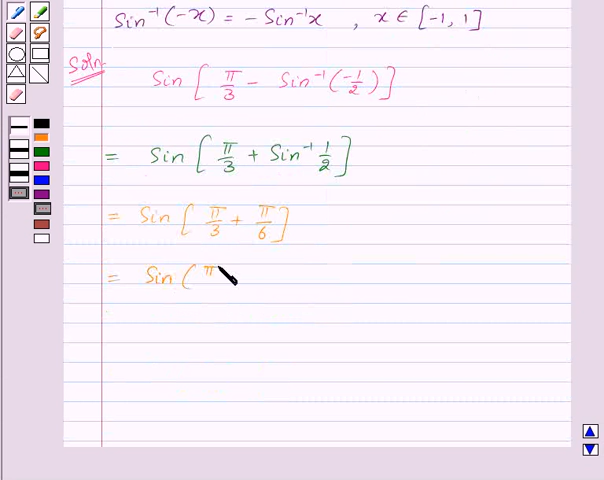 Sin⁻¹(-x) = - Sin⁻¹x , x ∈ [-1, 1]
Soln
Sin [ π/3 - Sin⁻¹(-1/2) ]
= Sin [ π/3 + Sin⁻¹ 1/2 ]
= Sin [ π/3 + π/6 ]
= Sin ( π